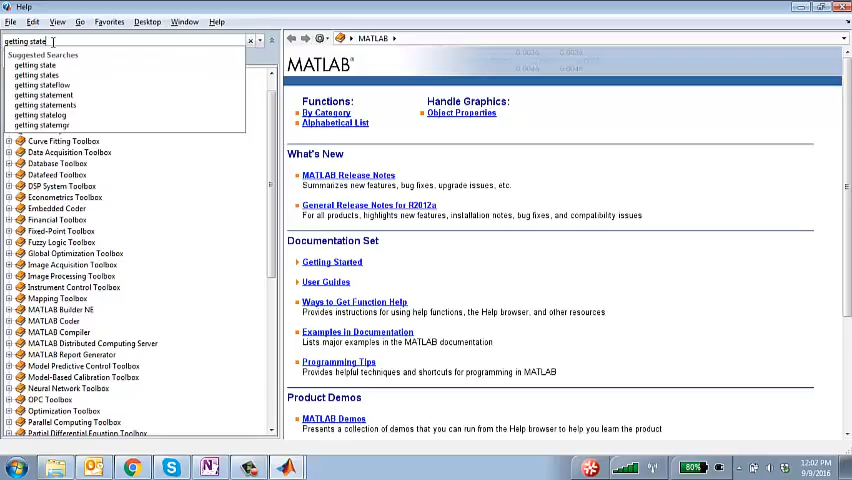 Help
File Edit View Go Favorites Desktop Window Help
getting state
Suggested Searches
getting state
getting states
getting stateflow
getting statement
getting statements
getting statelog
getting statemgr
Curve Fitting Toolbox
Data Acquisition Toolbox
Database Toolbox
Datafeed Toolbox
DSP System Toolbox
Econometrics Toolbox
Embedded Coder
Financial Toolbox
Fixed-Point Toolbox
Fuzzy Logic Toolbox
Global Optimization Toolbox
Image Acquisition Toolbox
Image Processing Toolbox
Instrument Control Toolbox
Mapping Toolbox
MATLAB Builder NE
MATLAB Coder
MATLAB Compiler
MATLAB Distributed Computing Server
MATLAB Report Generator
Model Predictive Control Toolbox
Model-Based Calibration Toolbox
Neural Network Toolbox
OPC Toolbox
Optimization Toolbox
Parallel Computing Toolbox
Partial Differential Equation Toolbox
MATLAB
MATLAB®
Functions:
By Category
Alphabetical List
Handle Graphics:
Object Properties
What's New
MATLAB Release Notes
Summarizes new features, bug fixes, upgrade issues, etc.
General Release Notes for R2012a
For all products, highlights new features, installation notes, bug fixes, and compatibility issues
Documentation Set
Getting Started
User Guides
Ways to Get Function Help
Provides instructions for using help functions, the Help browser, and other resources
Examples in Documentation
Lists major examples in the MATLAB documentation
Programming Tips
Provides helpful techniques and shortcuts for programming in MATLAB
Product Demos
MATLAB Demos
Presents a collection of demos that you can run from the Help browser to help you learn the product
80%
12:02 PM
9/9/2016